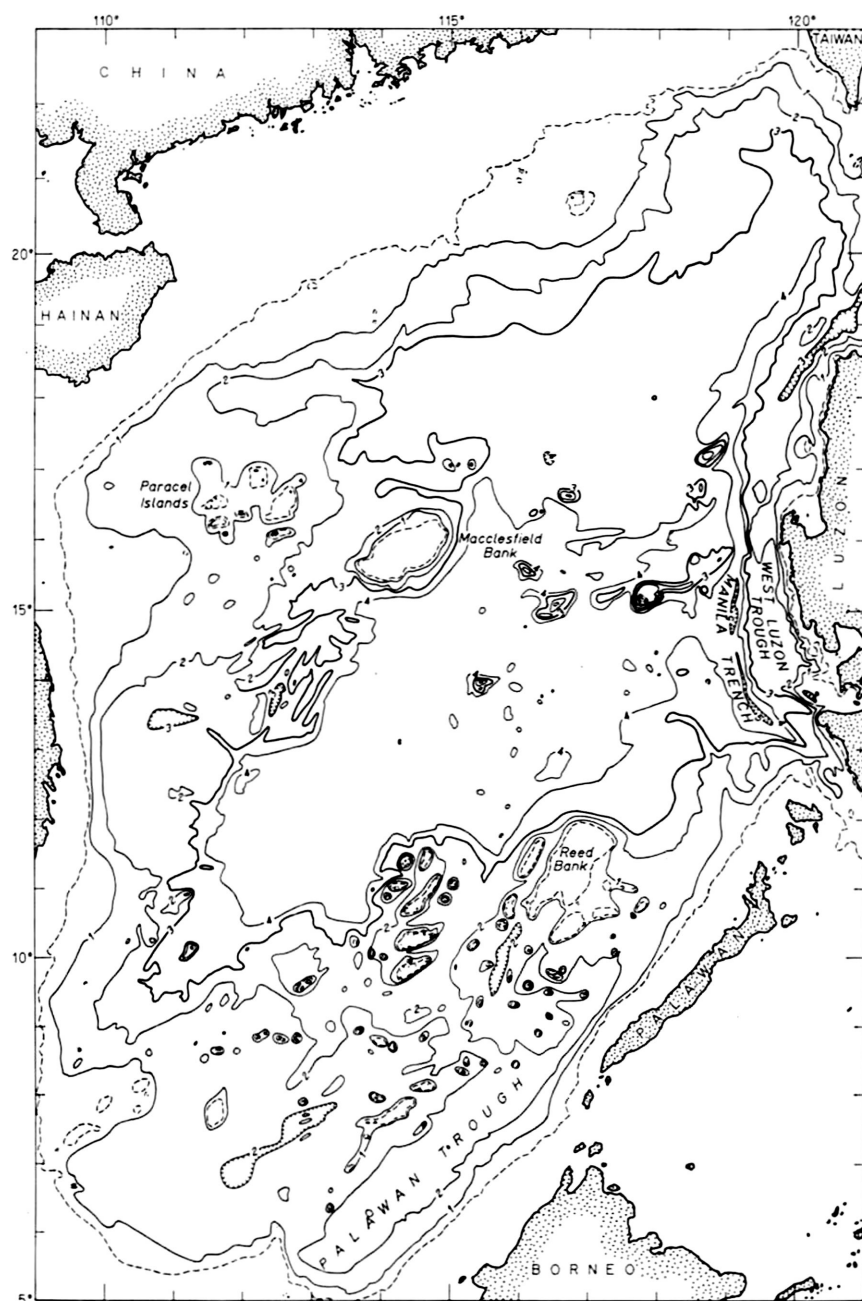 110°
115°
120°
TAIWAN
CHINA
20°
HAINAN
Paracel
Islands
Macclesfield
Bank
LUZON
15°
WEST LUZON
TROUGH
MANILA TRENCH
Reed
Bank
10°
PALAWAN
PALAWAN TROUGH
BORNEO
5°